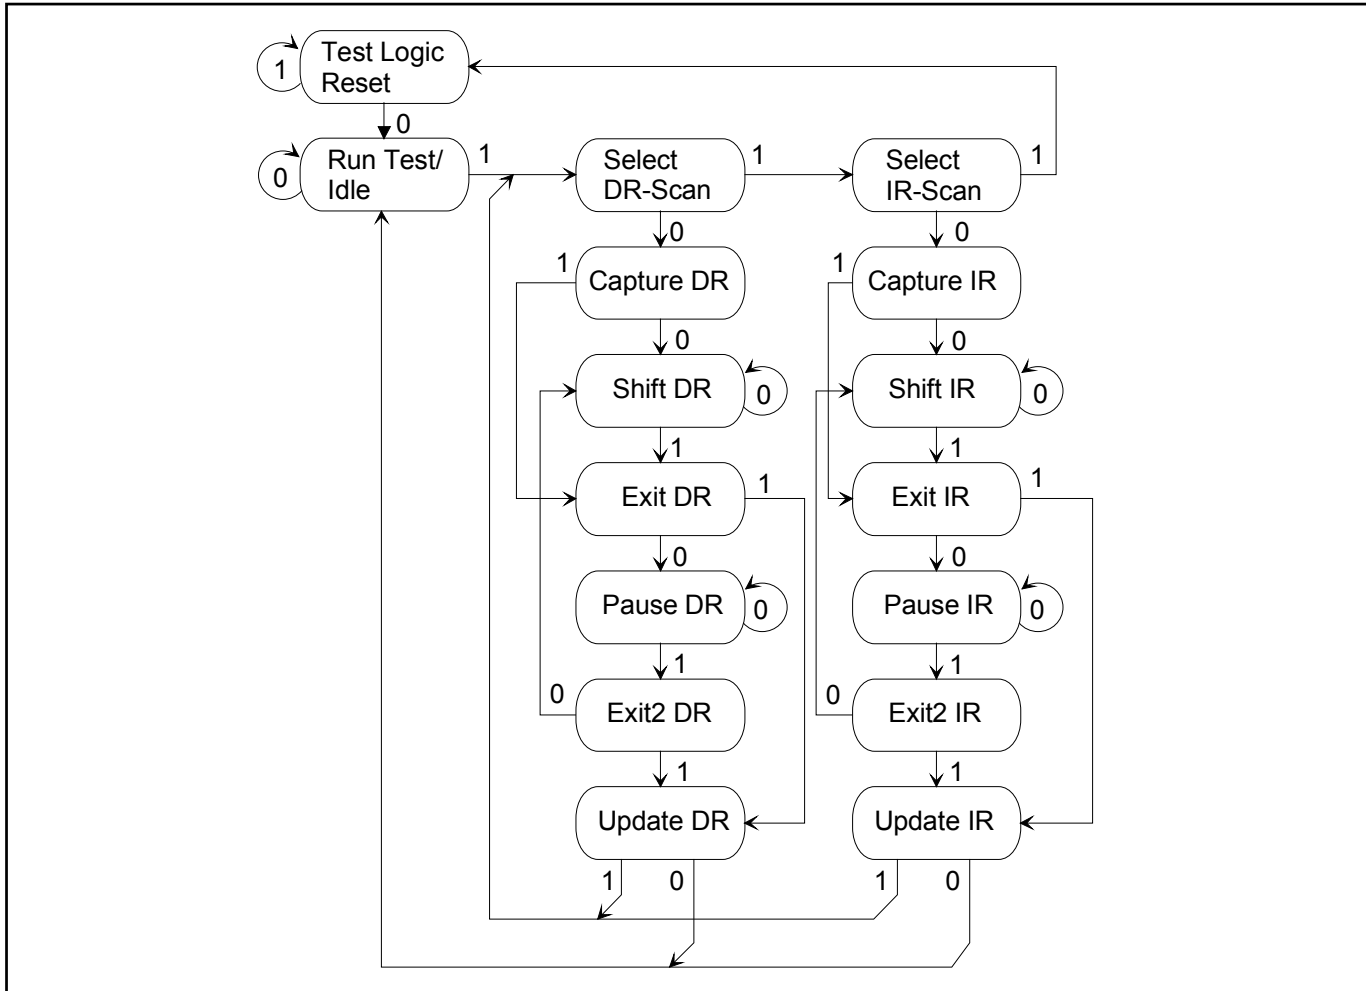 Test Logic
Reset
1
0
Run Test/
Idle
0
1
Select
DR-Scan
1
Select
IR-Scan
1
0
0
1
Capture DR
1
Capture IR
0
0
Shift DR
0
Shift IR
0
1
1
Exit DR
1
Exit IR
1
0
0
Pause DR
0
Pause IR
0
1
1
0
Exit2 DR
0
Exit2 IR
1
1
Update DR
Update IR
1
0
1
0